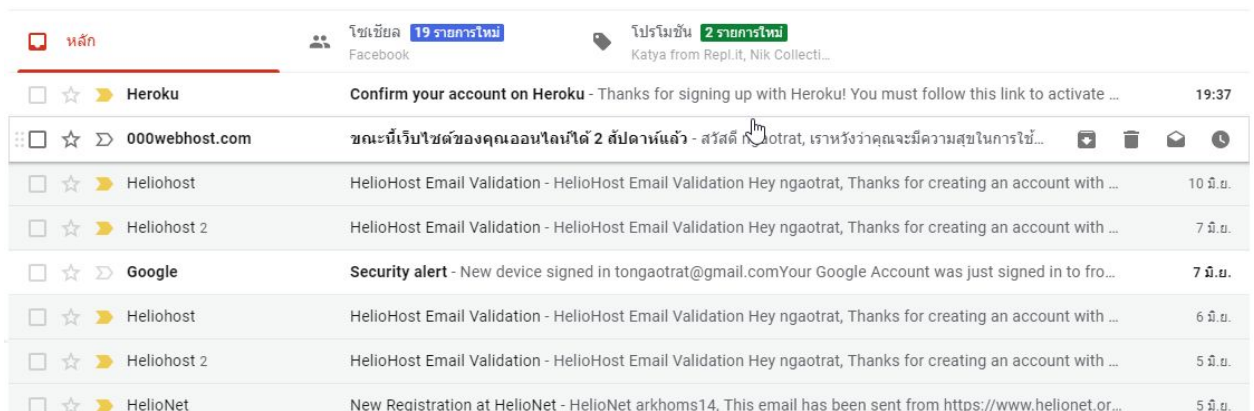 หลัก
โซเชียล 19 รายการใหม่
Facebook
โปรโมชัน 2 รายการใหม่
Katya from Repl.it, Nik Collecti...
Heroku Confirm your account on Heroku - Thanks for signing up with Heroku! You must follow this link to activate ... 19:37
000webhost.com ขณะนี้เว็บไซต์ของคุณออนไลน์ได้ 2 สัปดาห์แล้ว - สวัสดี ngaotrat, เราหวังว่าคุณจะมีความสุขในการใช้...
Heliohost HelioHost Email Validation - HelioHost Email Validation Hey ngaotrat, Thanks for creating an account with ... 10 มิ.ย.
Heliohost 2 HelioHost Email Validation - HelioHost Email Validation Hey ngaotrat, Thanks for creating an account with ... 7 มิ.ย.
Google Security alert - New device signed in tongaotrat@gmail.comYour Google Account was just signed in to fro... 7 มิ.ย.
Heliohost HelioHost Email Validation - HelioHost Email Validation Hey ngaotrat, Thanks for creating an account with ... 6 มิ.ย.
Heliohost 2 HelioHost Email Validation - HelioHost Email Validation Hey ngaotrat, Thanks for creating an account with ... 5 มิ.ย.
HelioNet New Registration at HelioNet - HelioNet arkhoms14, This email has been sent from https://www.helionet.or... 5 มิ.ย.